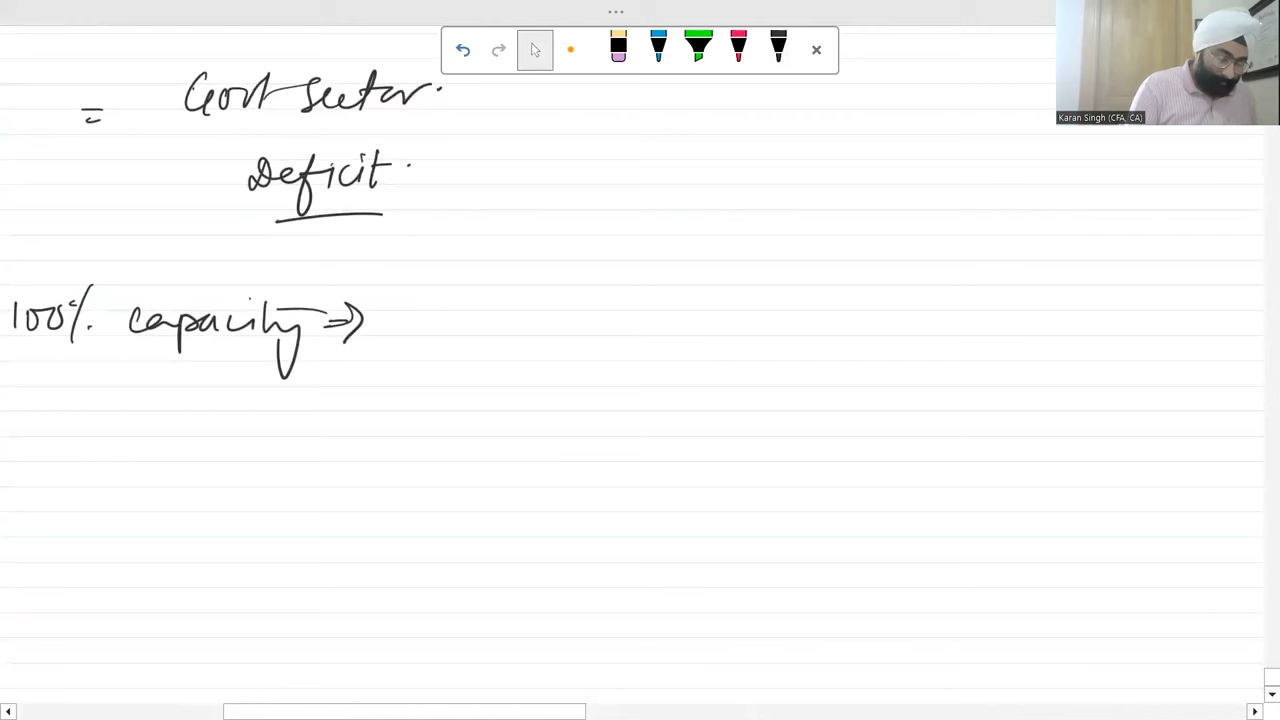 Karan Singh (CFA, CA)
= Govt Sector.
Deficit.
100%. capacity ⇒